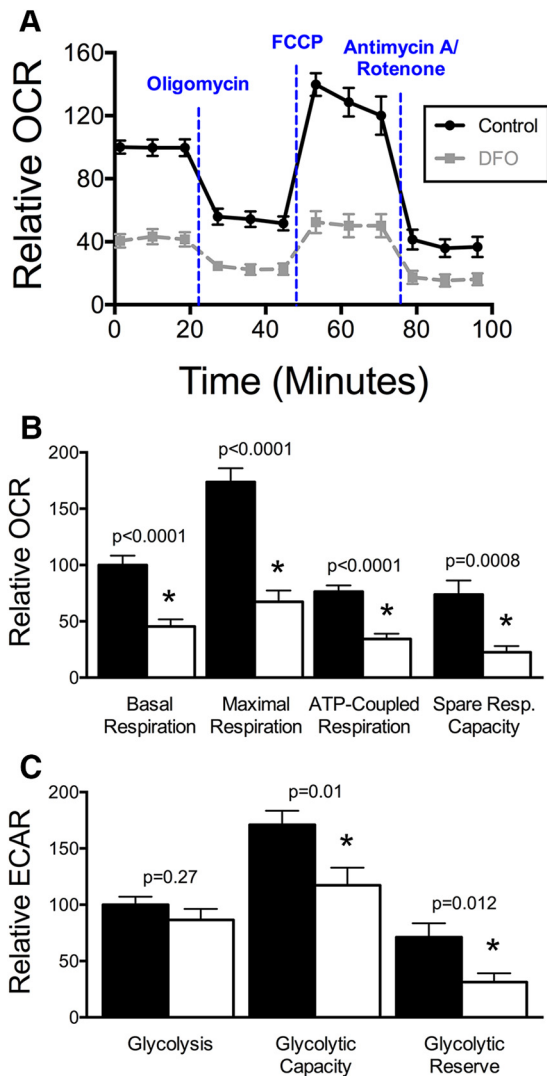 A
Relative OCR
160
120
80
40
0
Oligomycin
FCCP
Antimycin A/
Rotenone
Control
DFO
0
20
40
60
80
100
Time (Minutes)
B
Relative OCR
200
150
100
50
0
p<0.0001
*
p<0.0001
*
p<0.0001
*
p=0.0008
*
Basal
Respiration
Maximal
Respiration
ATP-Coupled
Respiration
Spare Resp.
Capacity
C
Relative ECAR
200
150
100
50
0
p=0.27
p=0.01
*
p=0.012
*
Glycolysis
Glycolytic
Capacity
Glycolytic
Reserve